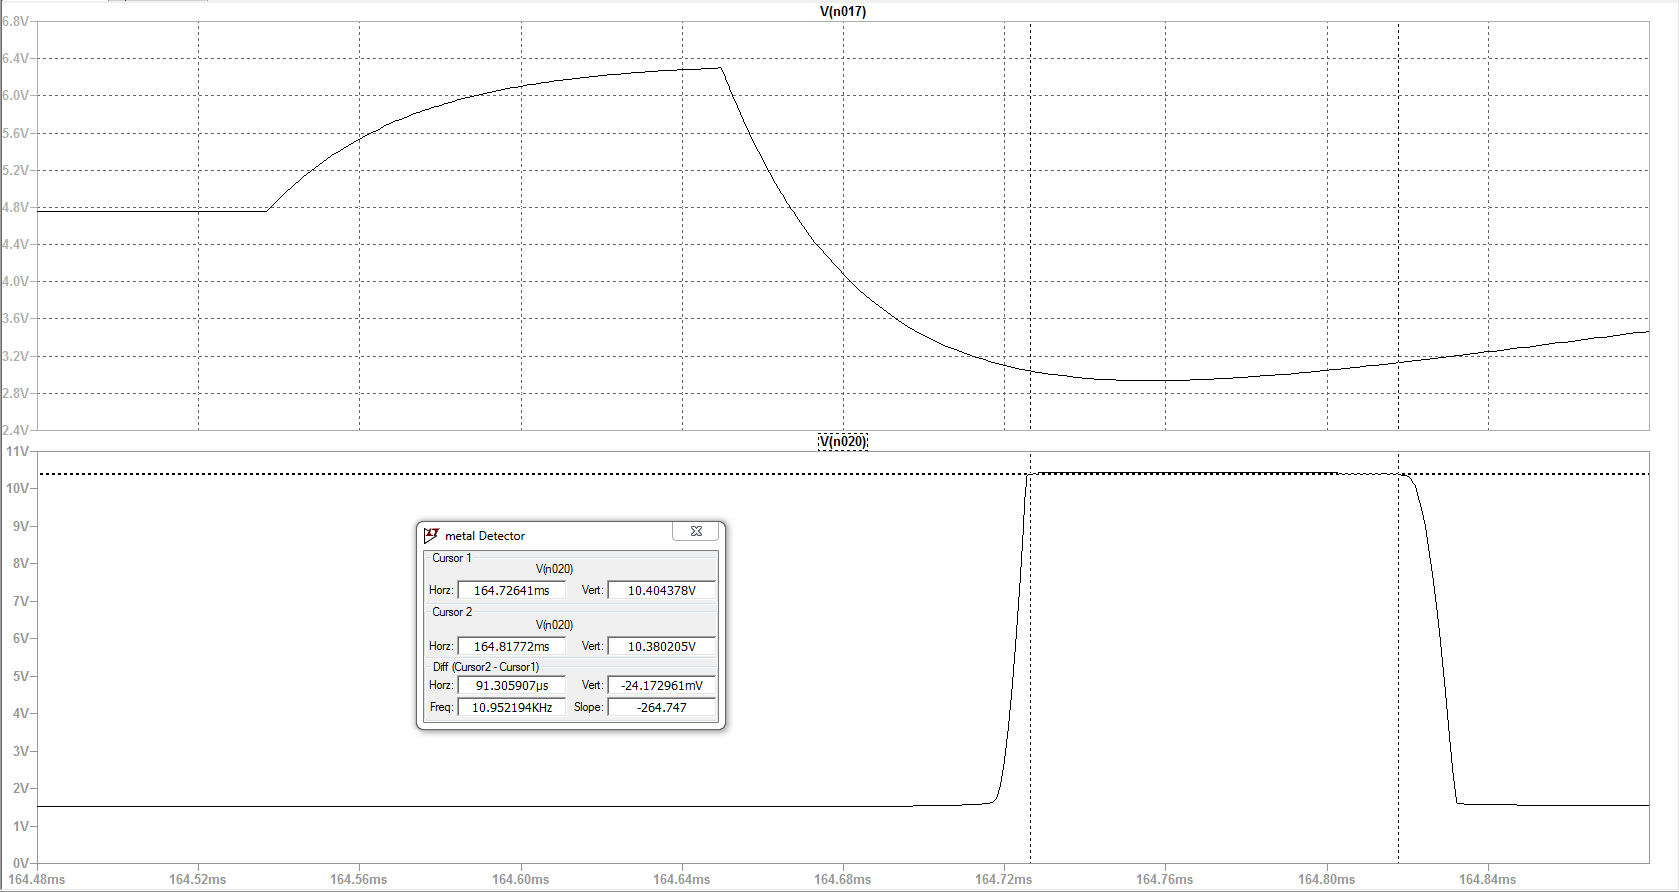 V(n017)
6.8V
6.4V
6.0V
5.6V
5.2V
4.8V
4.4V
4.0V
3.6V
3.2V
2.8V
2.4V
V(n020)
11V
10V
9V
8V
7V
6V
5V
4V
3V
2V
1V
0V
metal Detector
Cursor 1
V(n020)
Horz: 164.72641ms Vert: 10.404378V
Cursor 2
V(n020)
Horz: 164.81772ms Vert: 10.380205V
Diff (Cursor2 - Cursor1)
Horz: 91.305907µs Vert: -24.172961mV
Freq: 10.952194KHz Slope: -264.747
164.48ms 164.52ms 164.56ms 164.60ms 164.64ms 164.68ms 164.72ms 164.76ms 164.80ms 164.84ms